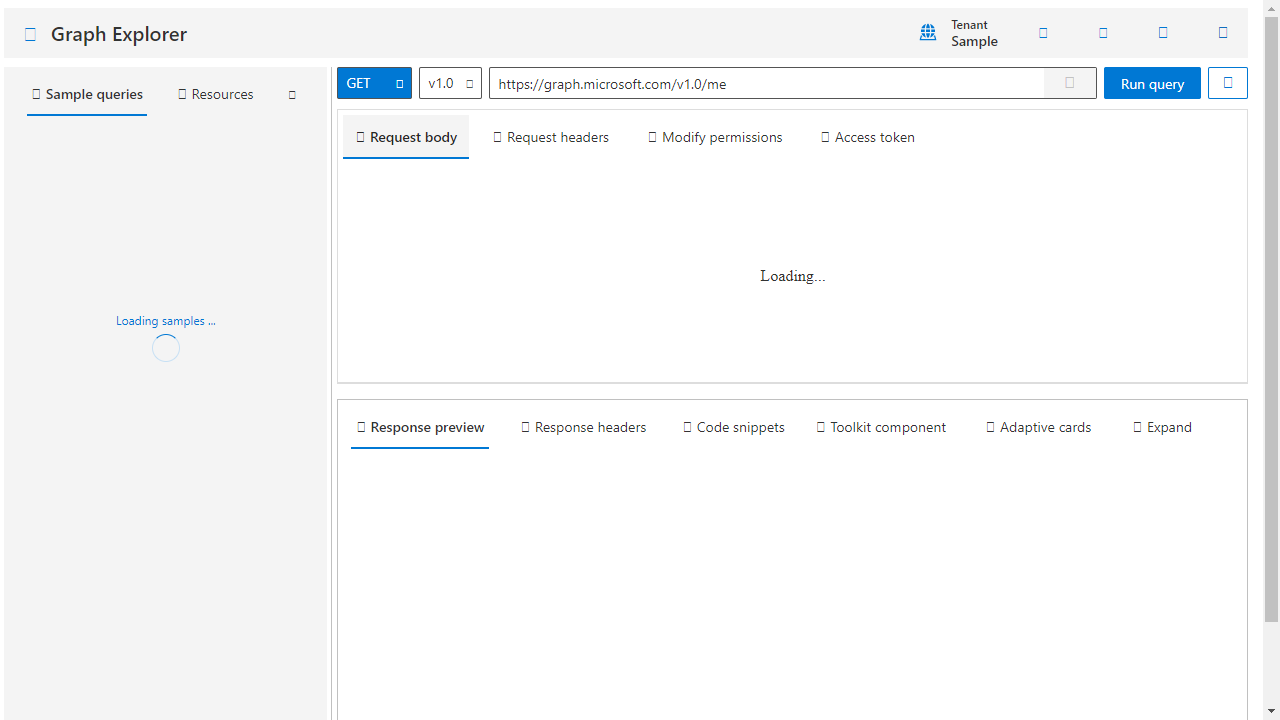 Graph Explorer
Tenant
Sample
Sample queries
Resources
GET
v1.0
https://graph.microsoft.com/v1.0/me
Run query
Request body
Request headers
Modify permissions
Access token
Loading...
Loading samples ...
Response preview
Response headers
Code snippets
Toolkit component
Adaptive cards
Expand